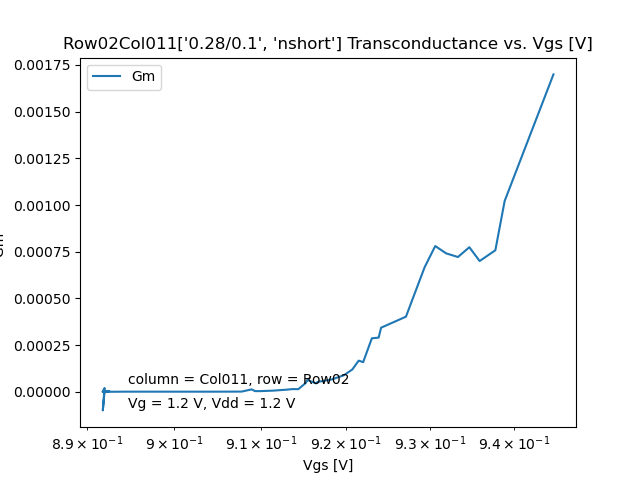 Row02Col011['0.28/0.1', 'nshort'] Transconductance vs. Vgs [V]
Gm
0.00175
0.00150
0.00125
0.00100
0.00075
0.00050
0.00025
0.00000
column = Col011, row = Row02
Vg = 1.2 V, Vdd = 1.2 V
8.9 × 10⁻¹ 9 × 10⁻¹ 9.1 × 10⁻¹ 9.2 × 10⁻¹ 9.3 × 10⁻¹ 9.4 × 10⁻¹
Vgs [V]